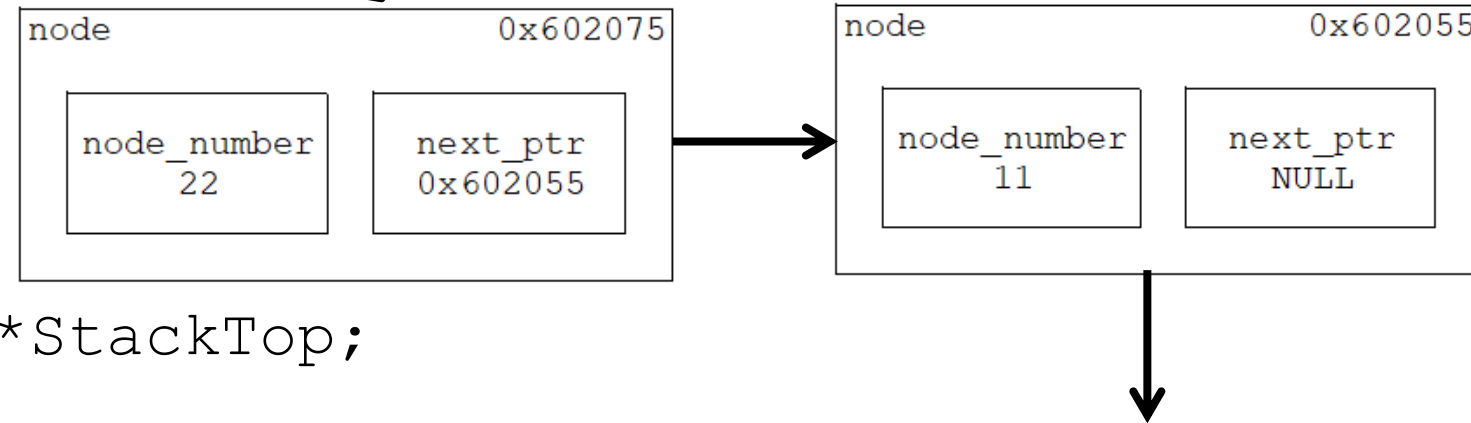 node 0x602075
node_number
22
next_ptr
0x602055
node 0x602055
node_number
11
next_ptr
NULL
*StackTop;